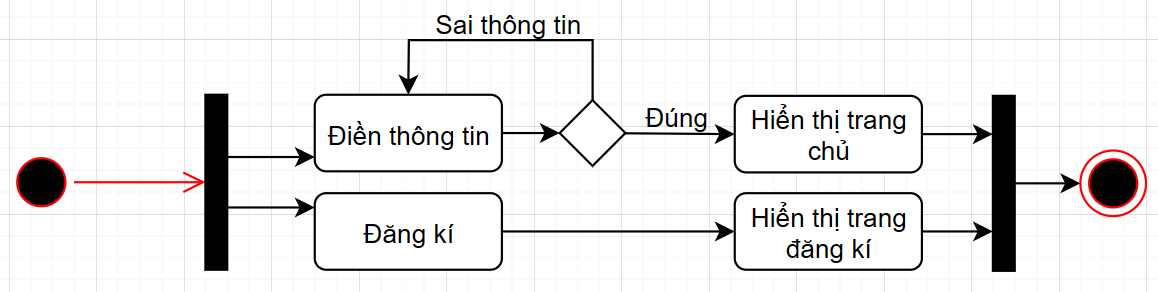 Sai thông tin
Điền thông tin
Đúng
Hiển thị trang
chủ
Đăng kí
Hiển thị trang
đăng kí